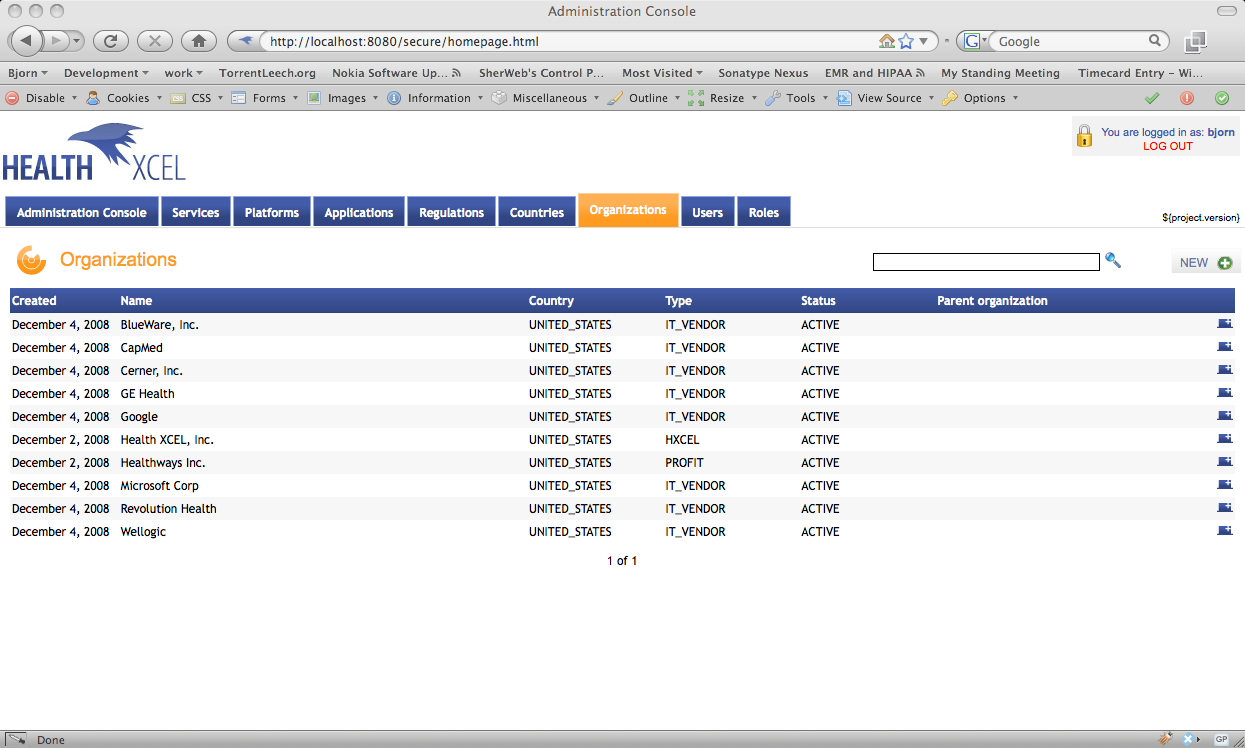 Administration Console
http://localhost:8080/secure/homepage.html
G Google
Bjorn Development work TorrentLeech.org Nokia Software Up... SherWeb's Control P... Most Visited Sonatype Nexus EMR and HIPAA My Standing Meeting Timecard Entry – Wi...
Disable Cookies CSS CSS Forms Images Information Miscellaneous Outline Resize Tools View Source Options
HEALTH XCEL
You are logged in as: bjorn
LOG OUT
Administration Console Services Platforms Applications Regulations Countries Organizations Users Roles
${project.version}
Organizations
NEW
Created Name Country Type Status Parent organization
December 4, 2008 BlueWare, Inc. UNITED_STATES IT_VENDOR ACTIVE
December 4, 2008 CapMed UNITED_STATES IT_VENDOR ACTIVE
December 4, 2008 Cerner, Inc. UNITED_STATES IT_VENDOR ACTIVE
December 4, 2008 GE Health UNITED_STATES IT_VENDOR ACTIVE
December 4, 2008 Google UNITED_STATES IT_VENDOR ACTIVE
December 2, 2008 Health XCEL, Inc. UNITED_STATES HXCEL ACTIVE
December 2, 2008 Healthways Inc. UNITED_STATES PROFIT ACTIVE
December 4, 2008 Microsoft Corp UNITED_STATES IT_VENDOR ACTIVE
December 4, 2008 Revolution Health UNITED_STATES IT_VENDOR ACTIVE
December 4, 2008 Wellogic UNITED_STATES IT_VENDOR ACTIVE
1 of 1
Done
GP